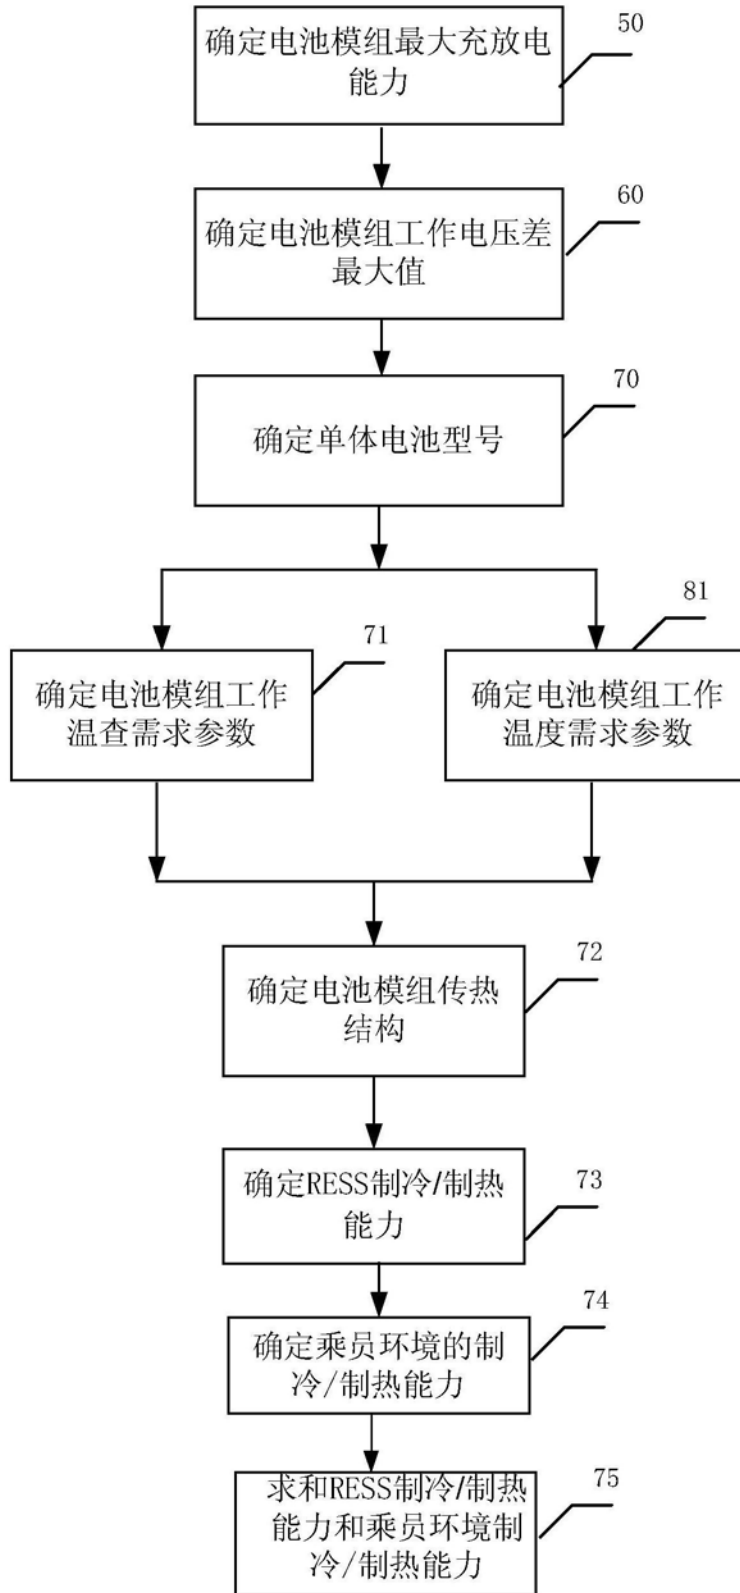 确定电池模组最大充放电
能力
50
确定电池模组工作电压差
最大值
60
确定单体电池型号
70
确定电池模组工作
温查需求参数
71
确定电池模组工作
温度需求参数
81
确定电池模组传热
结构
72
确定RESS制冷/制热
能力
73
确定乘员环境的制
冷/制热能力
74
求和RESS制冷/制热
能力和乘员环境制
冷/制热能力
75